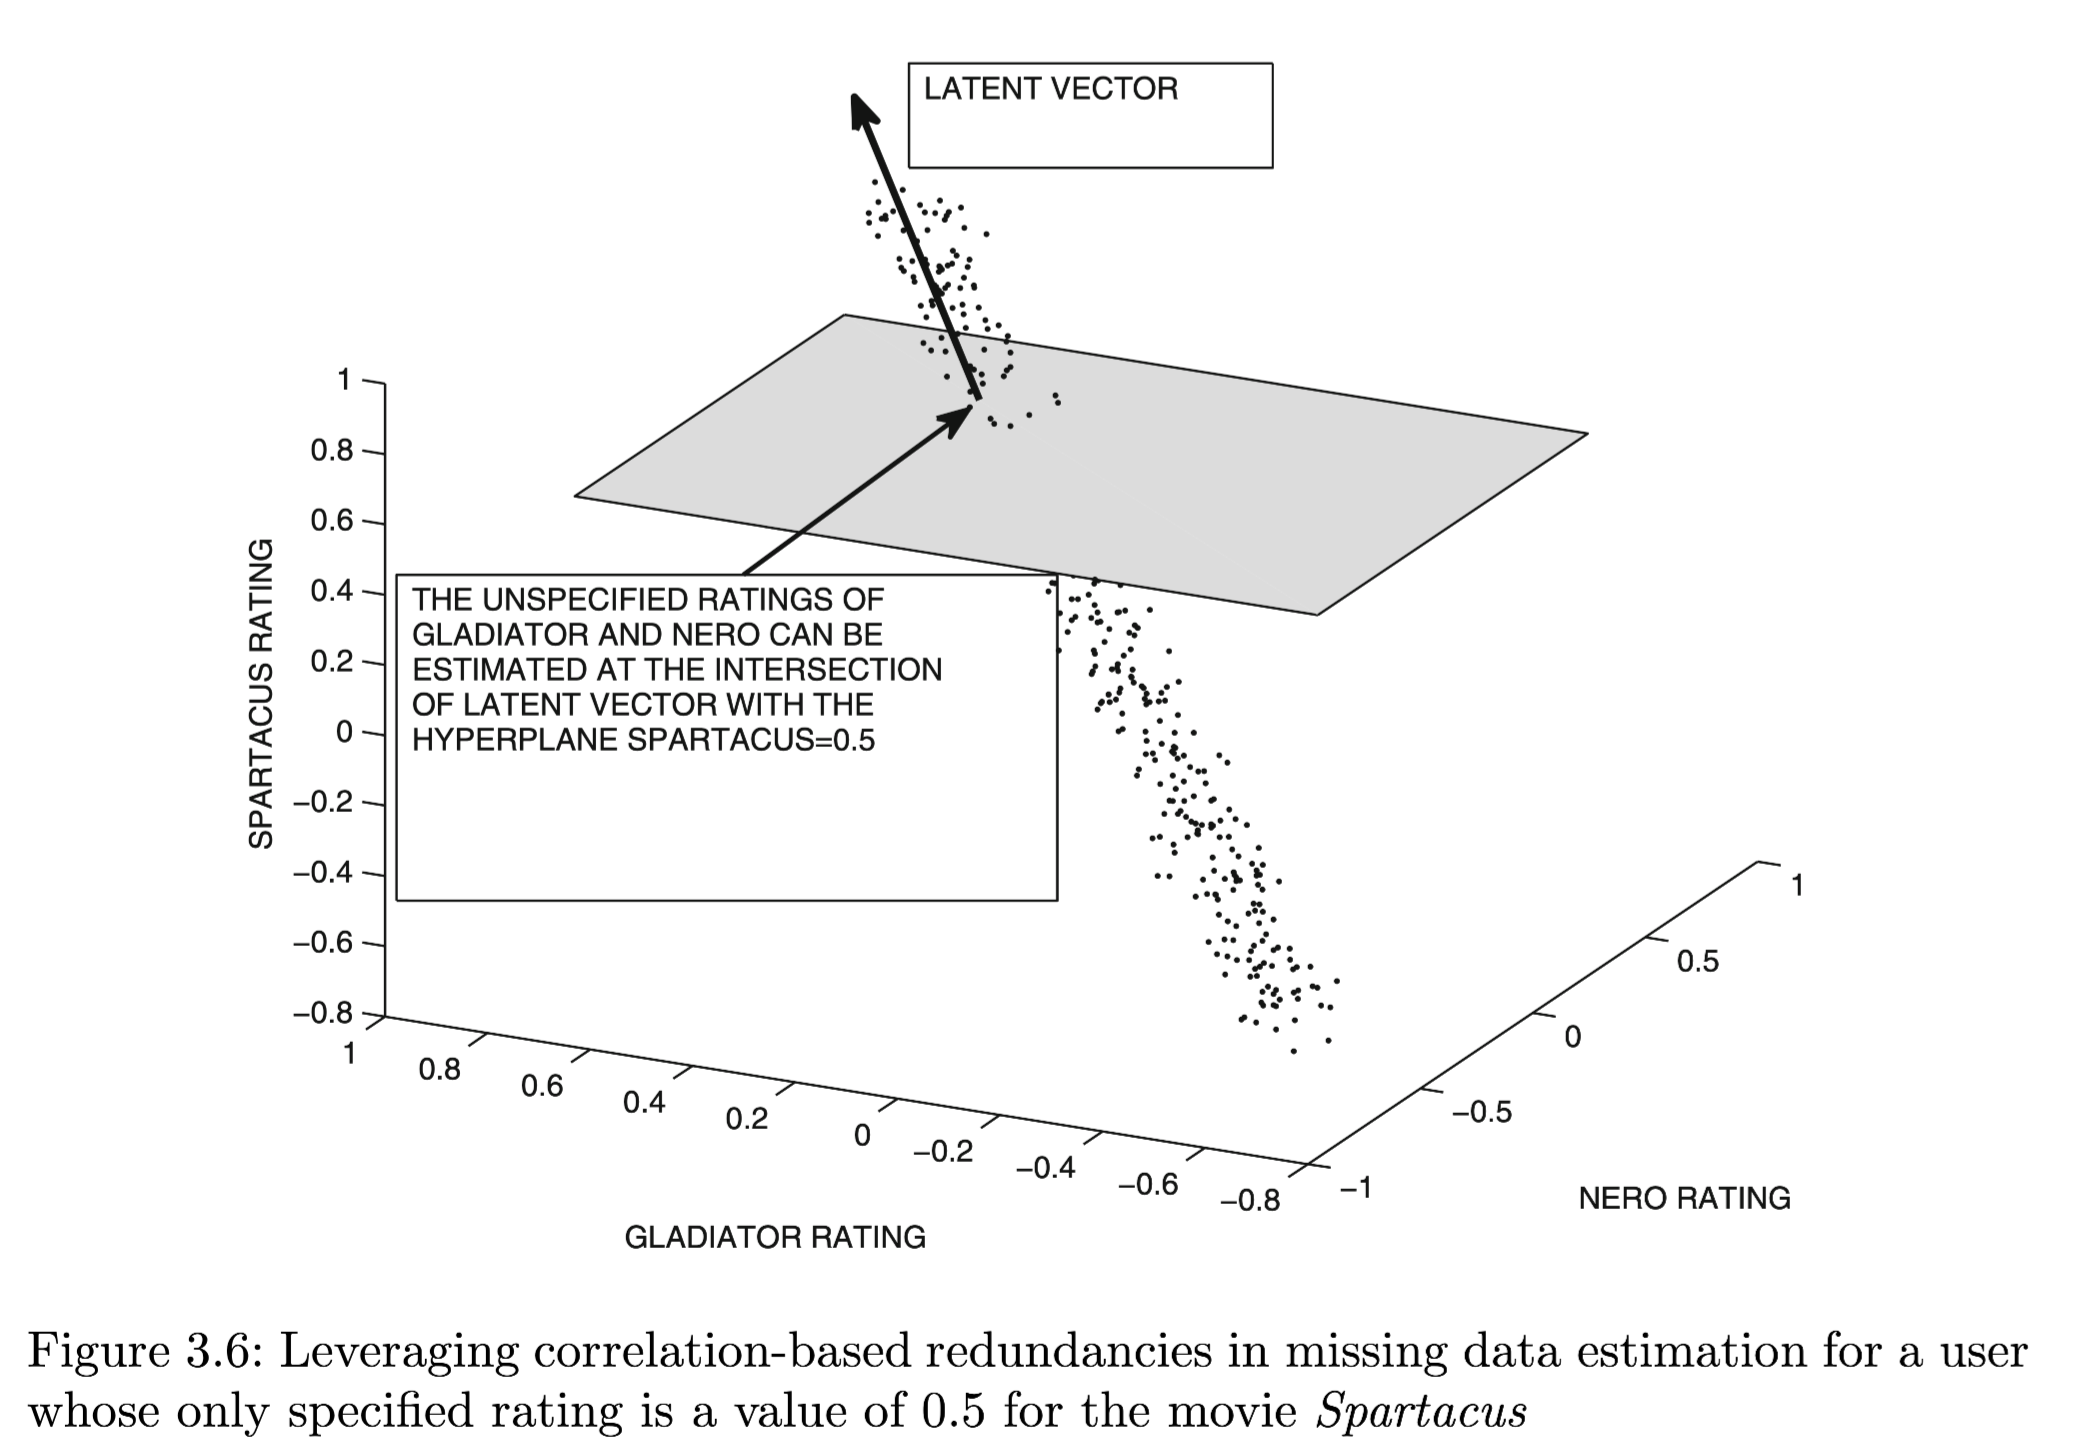 LATENT VECTOR
1
0.8
0.6
0.4
0.2
0
−0.2
−0.4
−0.6
−0.8
SPARTACUS RATING
THE UNSPECIFIED RATINGS OF
GLADIATOR AND NERO CAN BE
ESTIMATED AT THE INTERSECTION
OF LATENT VECTOR WITH THE
HYPERPLANE SPARTACUS=0.5
1
0.8
0.6
0.4
0.2
0
−0.2
−0.4
−0.6
−0.8
GLADIATOR RATING
1
0.5
0
−0.5
−1
NERO RATING
Figure 3.6: Leveraging correlation-based redundancies in missing data estimation for a user
whose only specified rating is a value of 0.5 for the movie Spartacus